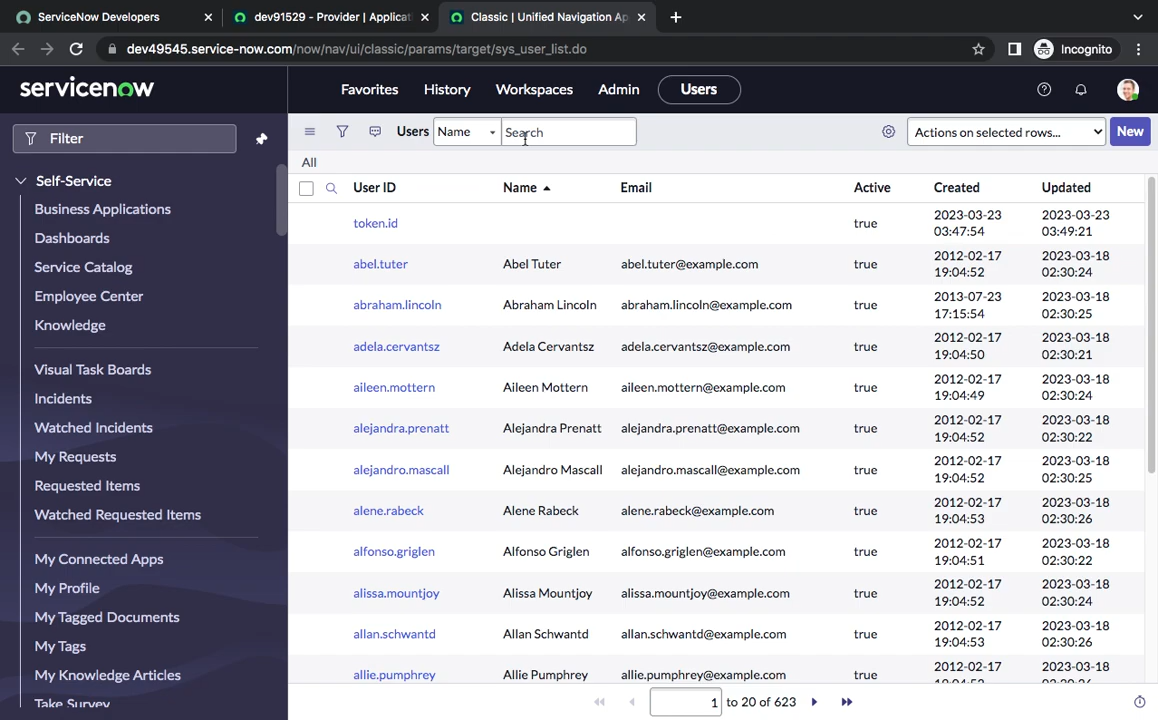 ServiceNow Developers
dev91529 - Provider | Applicati
Classic | Unified Navigation Ap
dev49545.service-now.com/now/nav/ui/classic/params/target/sys_user_list.do
Incognito
servicenow
Favorites History Workspaces Admin Users
Filter
Users Name Search Actions on selected rows... New
All
Self-Service
Business Applications
Dashboards
Service Catalog
Employee Center
Knowledge
Visual Task Boards
Incidents
Watched Incidents
My Requests
Requested Items
Watched Requested Items
My Connected Apps
My Profile
My Tagged Documents
My Tags
My Knowledge Articles
Take Survey
User ID Name Email Active Created Updated
token.id true 2023-03-23 03:47:54 2023-03-23 03:49:21
abel.tuter Abel Tuter abel.tuter@example.com true 2012-02-17 19:04:52 2023-03-18 02:30:24
abraham.lincoln Abraham Lincoln abraham.lincoln@example.com true 2013-07-23 17:15:54 2023-03-18 02:30:25
adela.cervantsz Adela Cervantsz adela.cervantsz@example.com true 2012-02-17 19:04:50 2023-03-18 02:30:21
aileen.mottern Aileen Mottern aileen.mottern@example.com true 2012-02-17 19:04:49 2023-03-18 02:30:24
alejandra.prenatt Alejandra Prenatt alejandra.prenatt@example.com true 2012-02-17 19:04:52 2023-03-18 02:30:22
alejandro.mascall Alejandro Mascall alejandro.mascall@example.com true 2012-02-17 19:04:52 2023-03-18 02:30:25
alene.rabeck Alene Rabeck alene.rabeck@example.com true 2012-02-17 19:04:53 2023-03-18 02:30:26
alfonso.griglen Alfonso Griglen alfonso.griglen@example.com true 2012-02-17 19:04:51 2023-03-18 02:30:22
alissa.mountjoy Alissa Mountjoy alissa.mountjoy@example.com true 2012-02-17 19:04:52 2023-03-18 02:30:24
allan.schwantd Allan Schwantd allan.schwantd@example.com true 2012-02-17 19:04:53 2023-03-18 02:30:26
allie.pumphrey Allie Pumphrey allie.pumphrey@example.com true 2012-02-17 2023-03-18
1 to 20 of 623